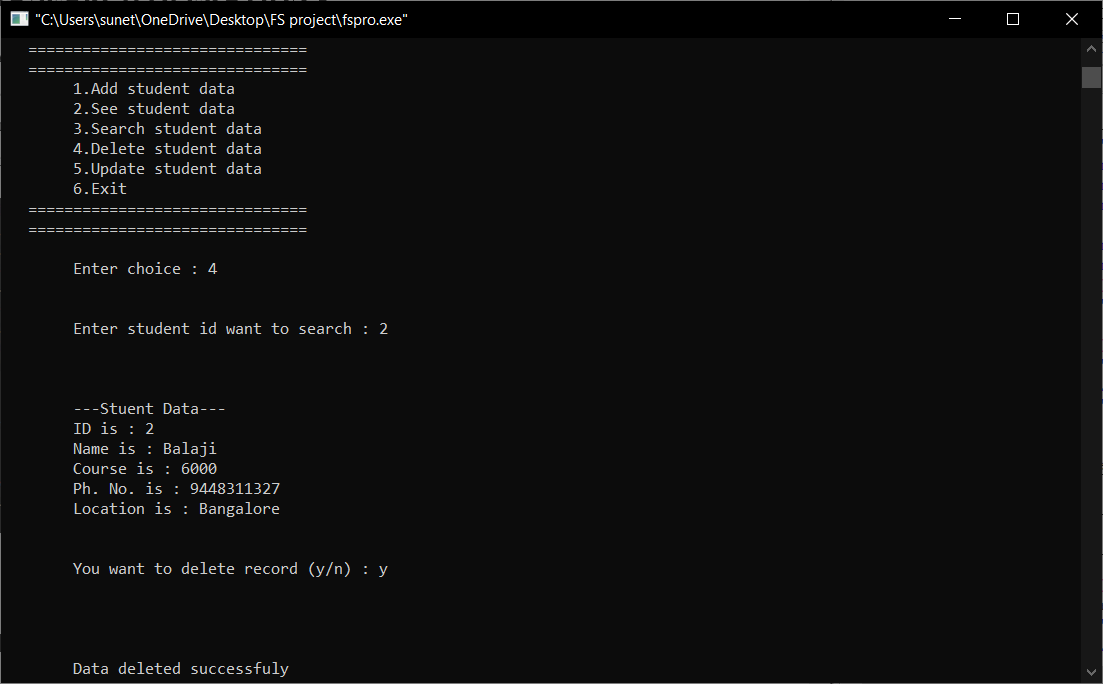 "C:\Users\sunet\OneDrive\Desktop\FS project\fspro.exe"
===============================
===============================
1.Add student data
2.See student data
3.Search student data
4.Delete student data
5.Update student data
6.Exit
===============================
===============================
Enter choice : 4
Enter student id want to search : 2
---Stuent Data---
ID is : 2
Name is : Balaji
Course is : 6000
Ph. No. is : 9448311327
Location is : Bangalore
You want to delete record (y/n) : y
Data deleted successfuly